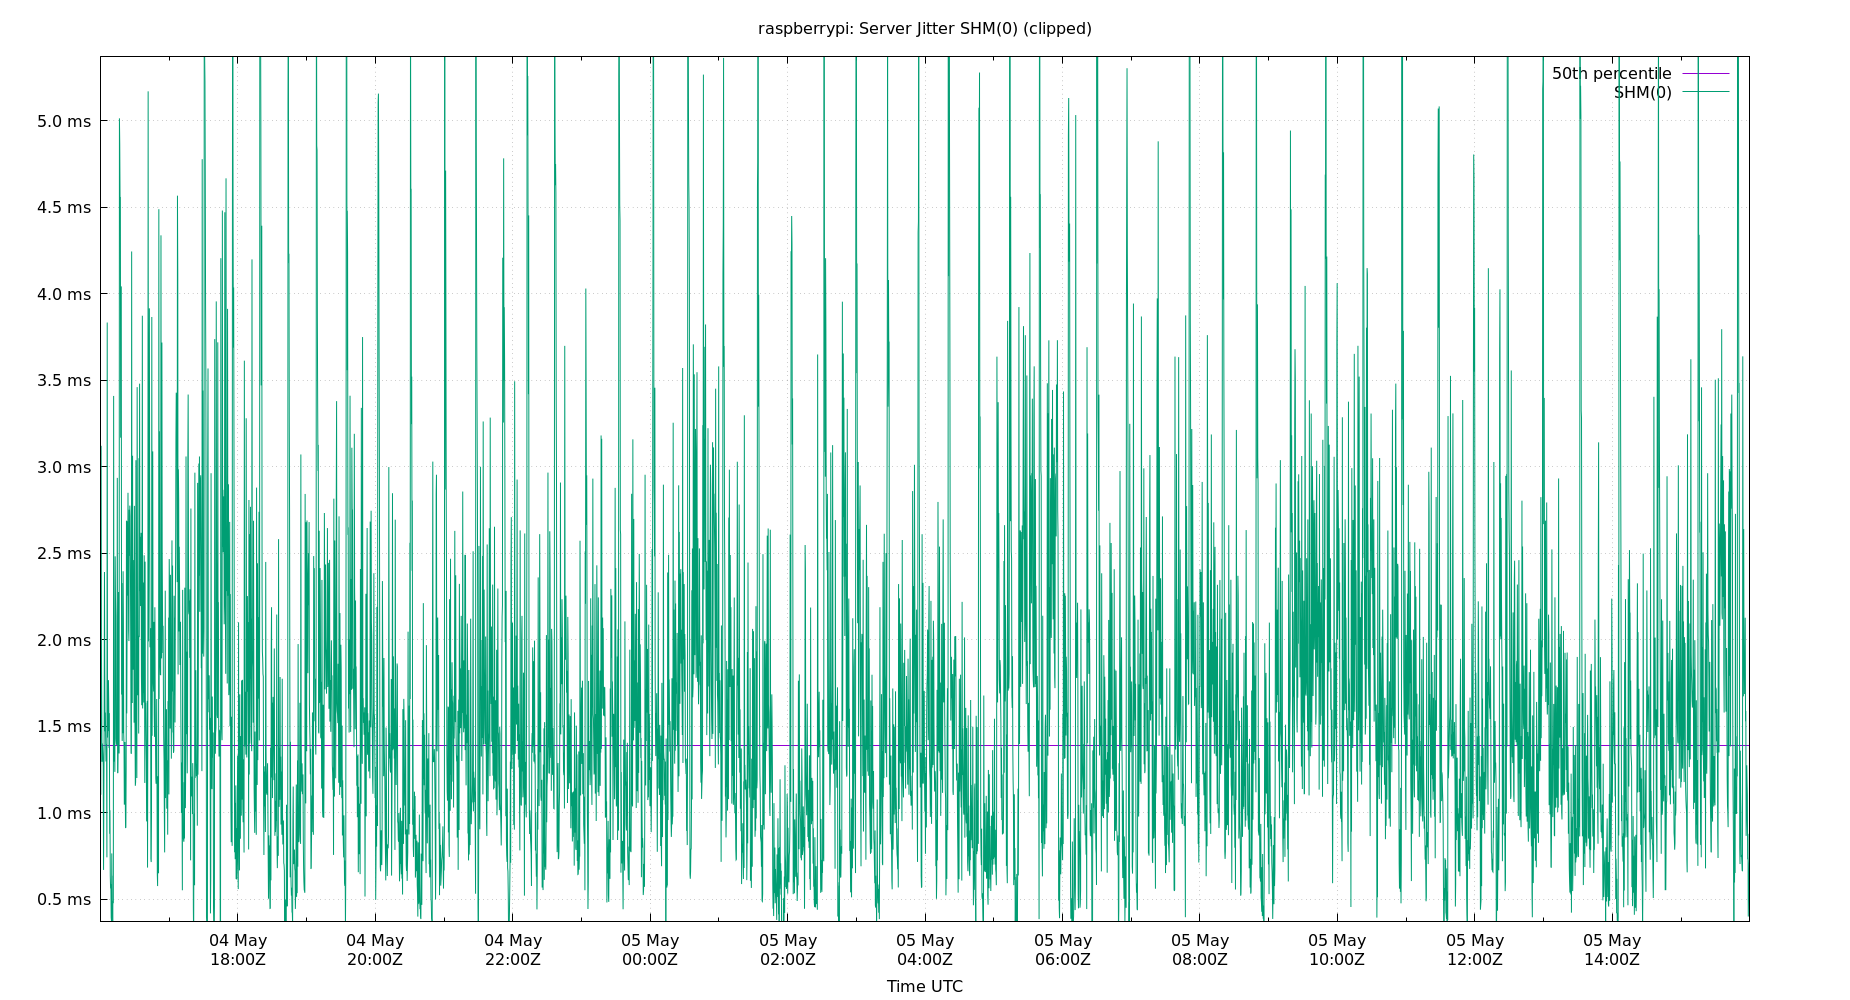 raspberrypi: Server Jitter SHM(0) (clipped)
50th percentile
SHM(0)
5.0 ms
4.5 ms
4.0 ms
3.5 ms
3.0 ms
2.5 ms
2.0 ms
1.5 ms
1.0 ms
0.5 ms
04 May 04 May 04 May 05 May 05 May 05 May 05 May 05 May 05 May 05 May 05 May
18:00Z 20:00Z 22:00Z 00:00Z 02:00Z 04:00Z 06:00Z 08:00Z 10:00Z 12:00Z 14:00Z
Time UTC